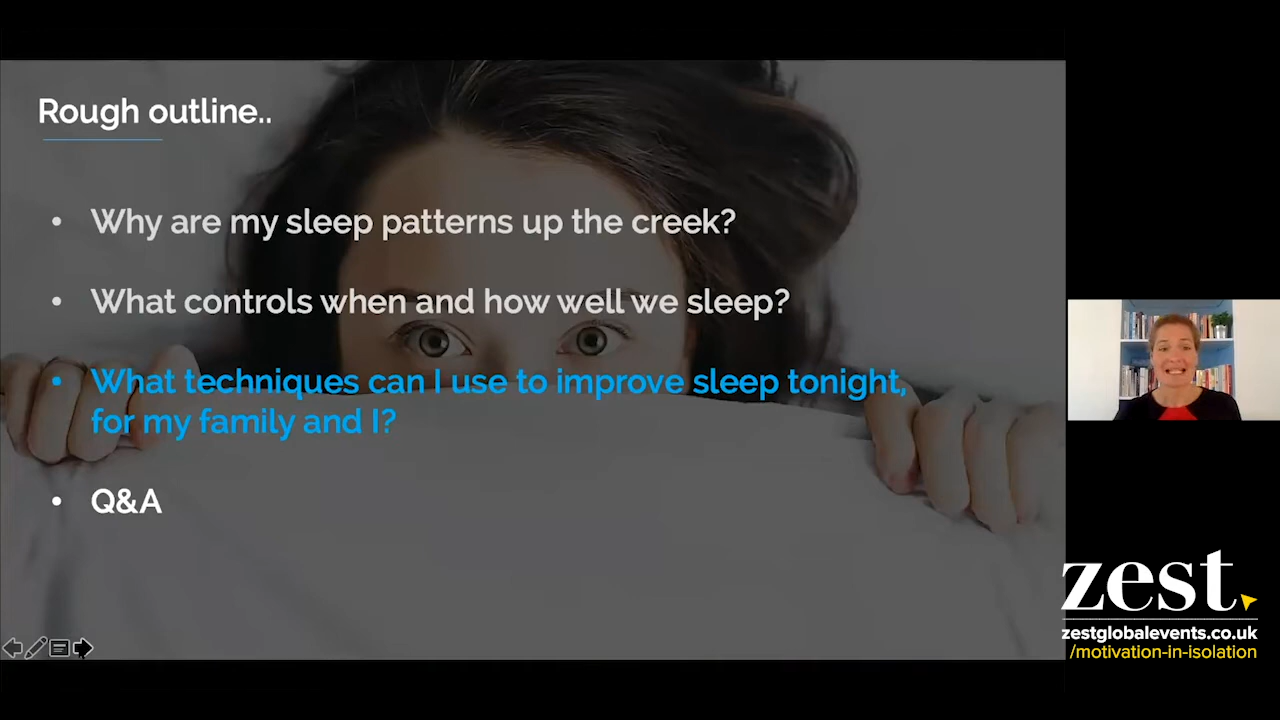 Rough outline..
• Why are my sleep patterns up the creek?
• What controls when and how well we sleep?
• What techniques can I use to improve sleep tonight,
for my family and I?
• Q&A
zest.
zestglobalevents.co.uk
/motivation-in-isolation